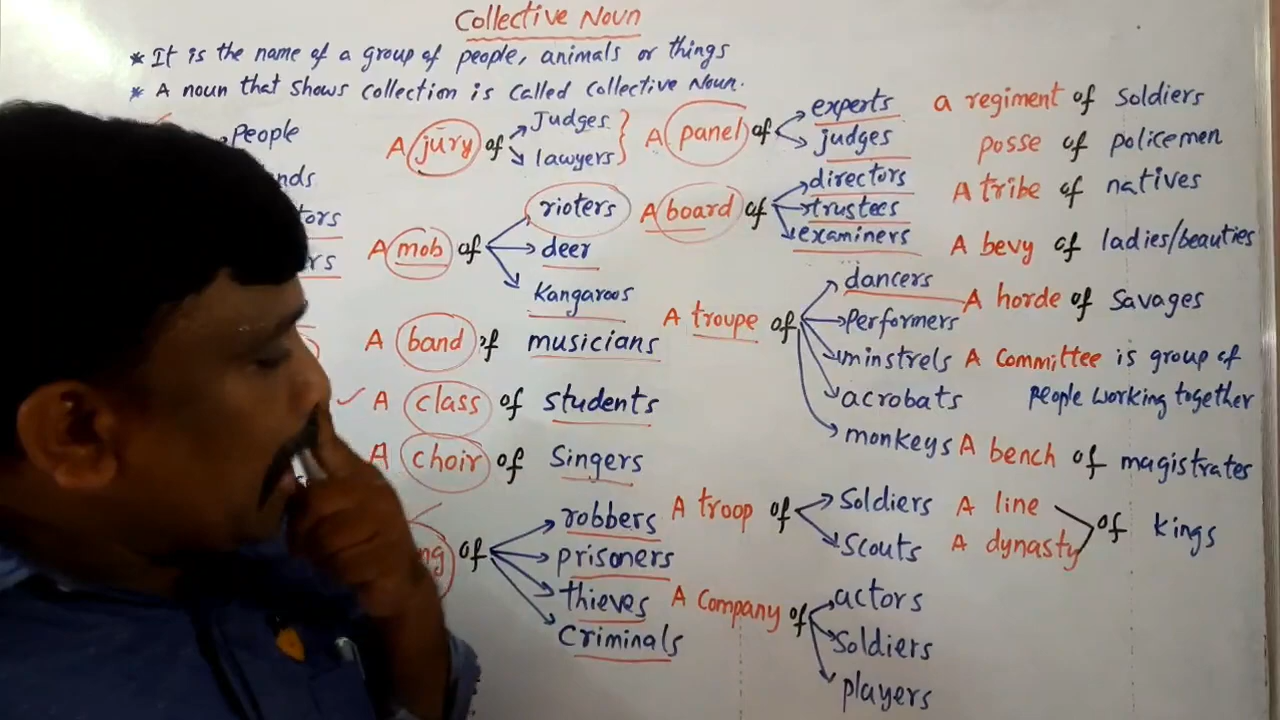 Collective Noun
* It is the name of a group of people, animals or things
* A noun that shows collection is called Collective Noun.
People
A jury of Judges
lawyers
A mob of rioters
deer
Kangaroos
A band of musicians
A class of students
A choir of Singers
of robbers
prisoners
thieves
Criminals
A panel of experts
judges
A board of directors
trustees
examiners
A troupe of dancers
Performers
minstrels
acrobats
monkeys
A troop of Soldiers
Scouts
A Company of actors
Soldiers
players
a regiment of Soldiers
posse of policemen
A tribe of natives
A bevy of ladies/beauties
A horde of Savages
A Committee is group of
people working together
A bench of magistrates
A line
A dynasty of kings